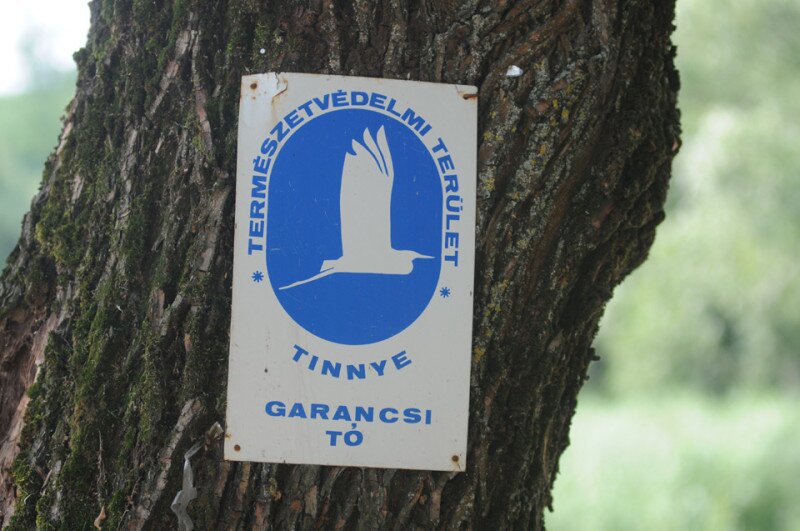 * TERMÉSZETVÉDELMI TERÜLET *
TINNYE
GARANCSI
TÓ